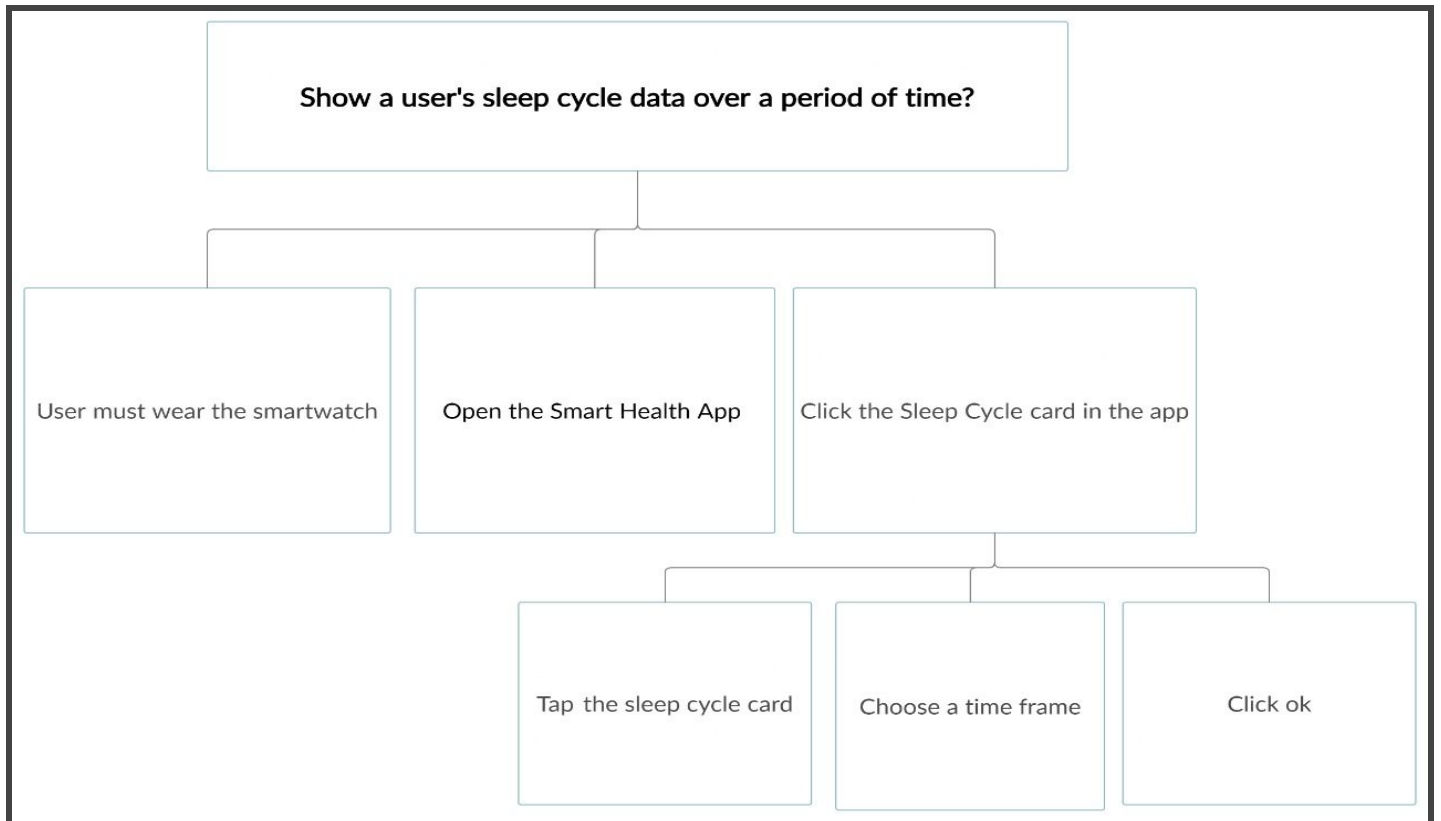 Show a user's sleep cycle data over a period of time?
User must wear the smartwatch
Open the Smart Health App
Click the Sleep Cycle card in the app
Tap the sleep cycle card
Choose a time frame
Click ok